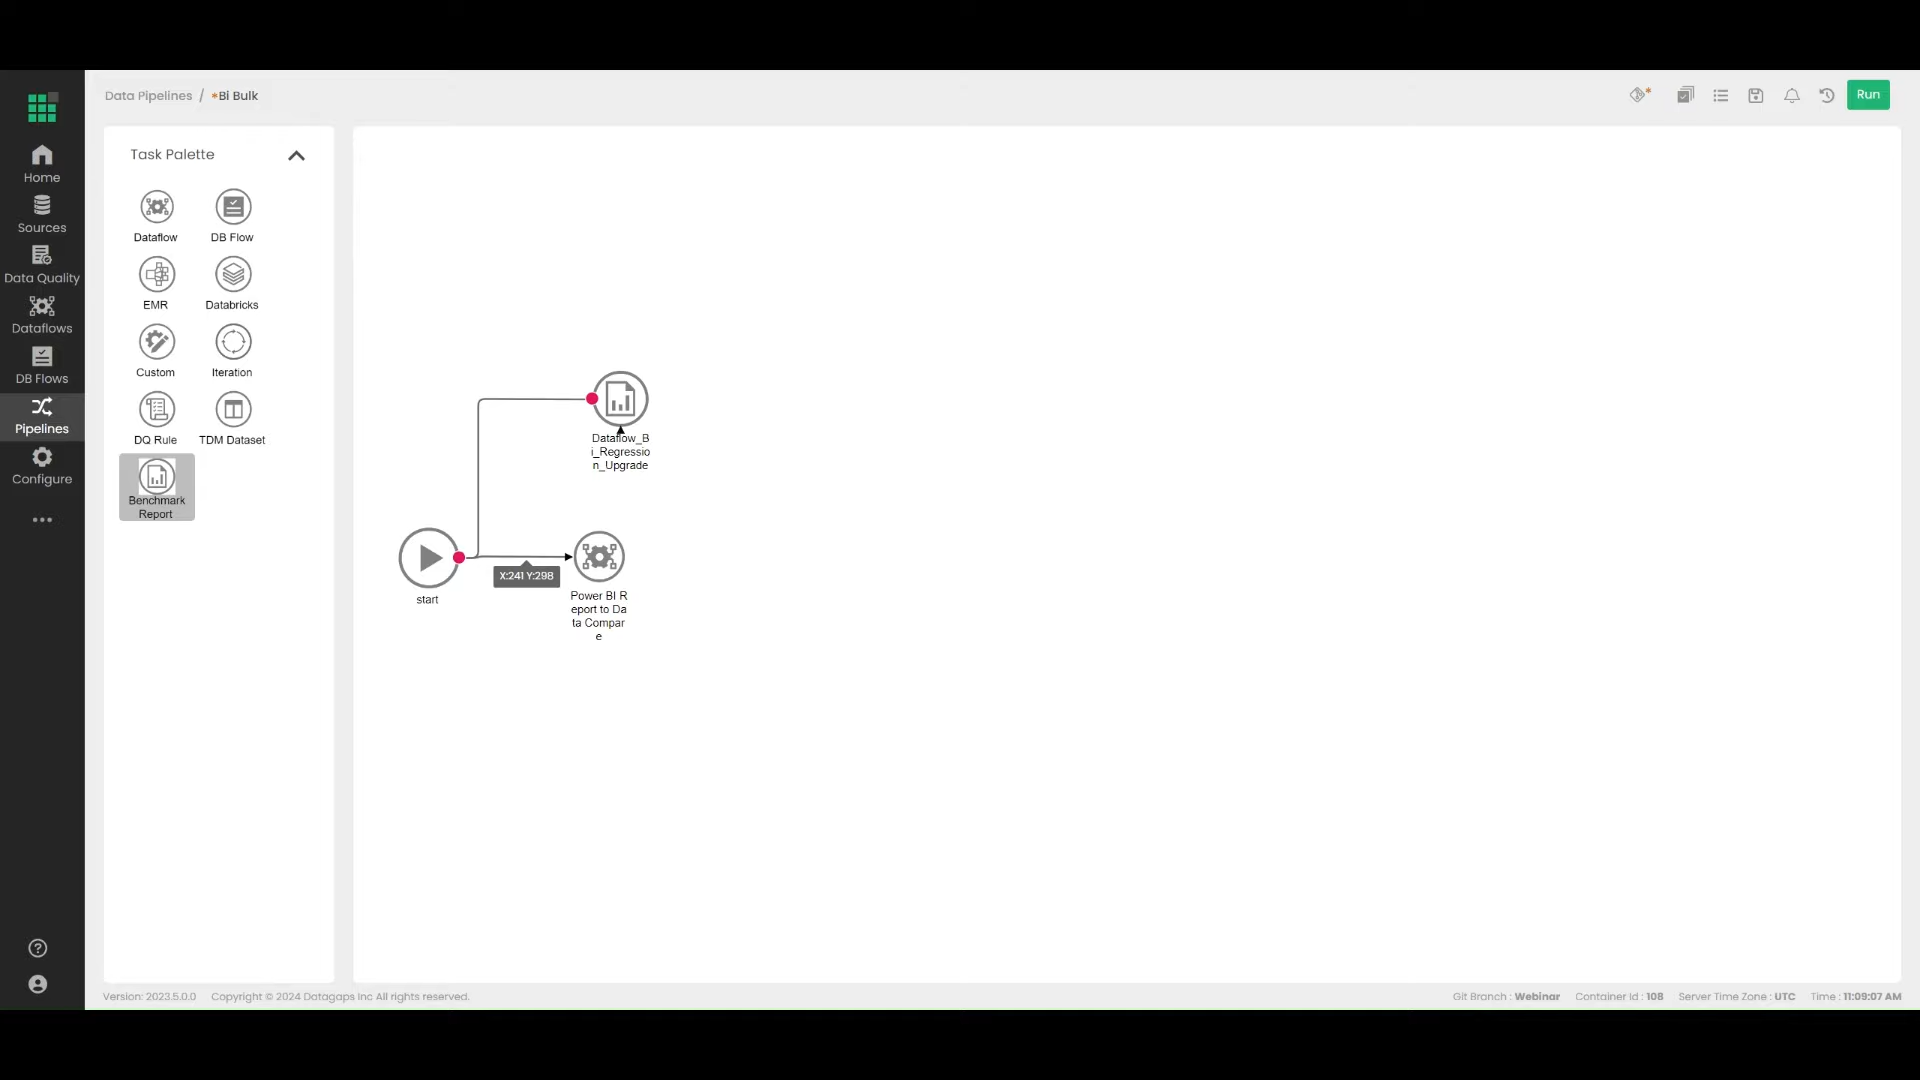 Data Pipelines / *Bi Bulk
Run
Home
Sources
Data Quality
Dataflows
DB Flows
Pipelines
Configure
Task Palette
Dataflow
DB Flow
EMR
Databricks
Custom
Iteration
DQ Rule
TDM Dataset
Benchmark
Report
Dataflow_B
i_Regressio
n_Upgrade
X:241 Y:298
start
Power BI R
eport to Da
ta Compar
e
Version: 2023.5.0.0 Copyright © 2024 Datagaps Inc All rights reserved.
Git Branch : Webinar Container Id : 108 Server Time Zone : UTC Time : 11:09:07 AM